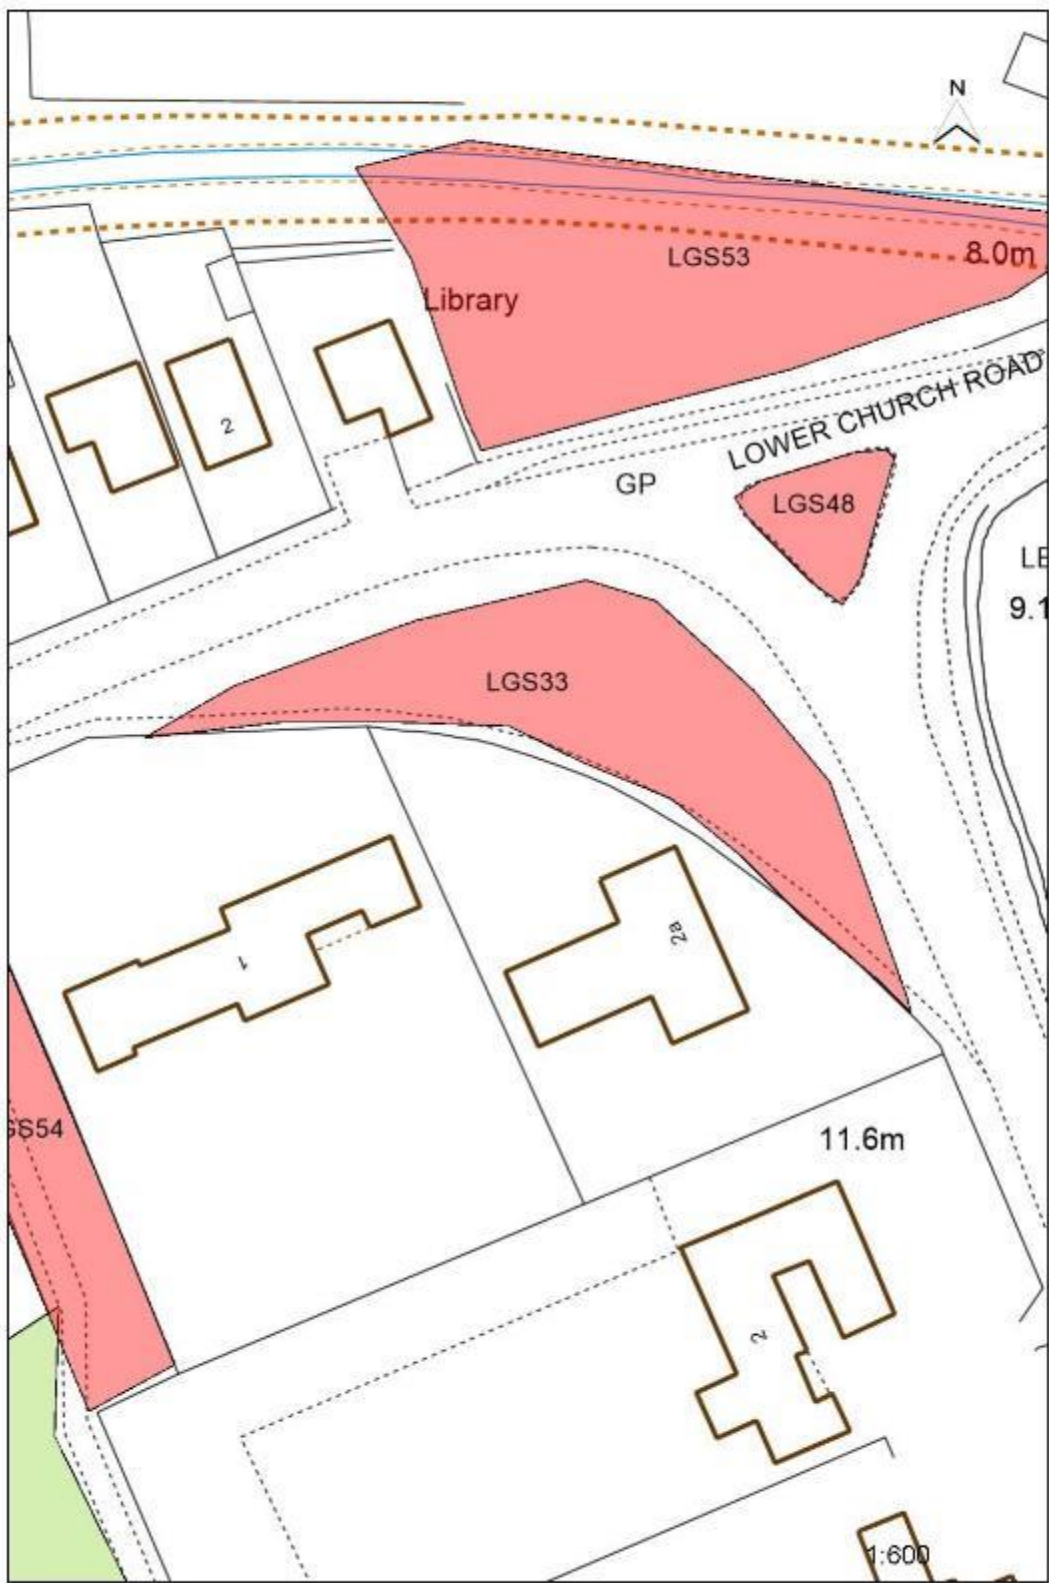 N
LGS53
8.0m
Library
LOWER CHURCH ROAD
2
GP
LGS48
9.1
LGS33
2a
1
GS54
11.6m
2
1:600